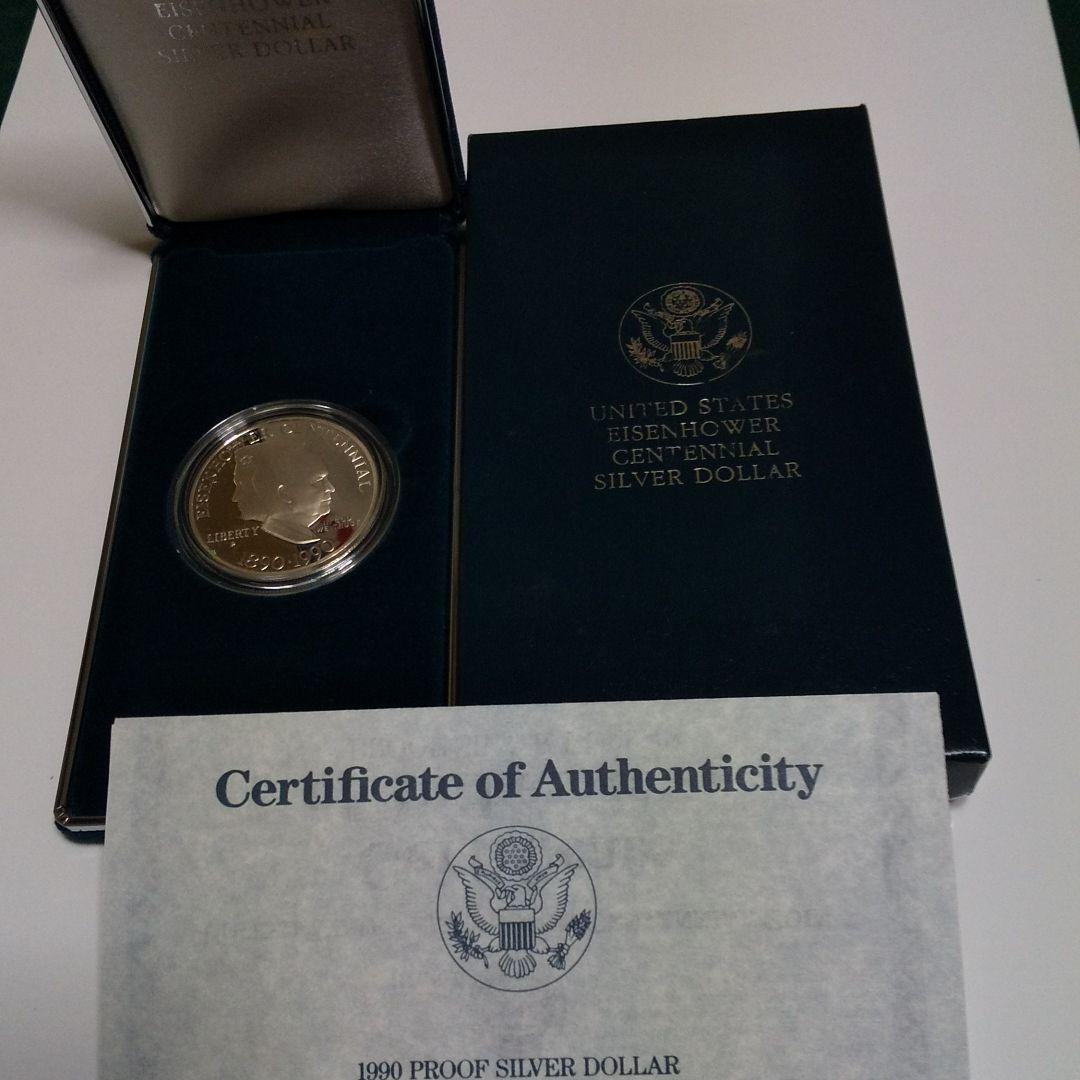 EISENHOWER
CENTENNIAL
SILVER DOLLAR
EISENHOWER CENTENNIAL
LIBERTY
1890·1990
UNITED STATES
EISENHOWER
CENTENNIAL
SILVER DOLLAR
Certificate of Authenticity
1990 PROOF SILVER DOLLAR